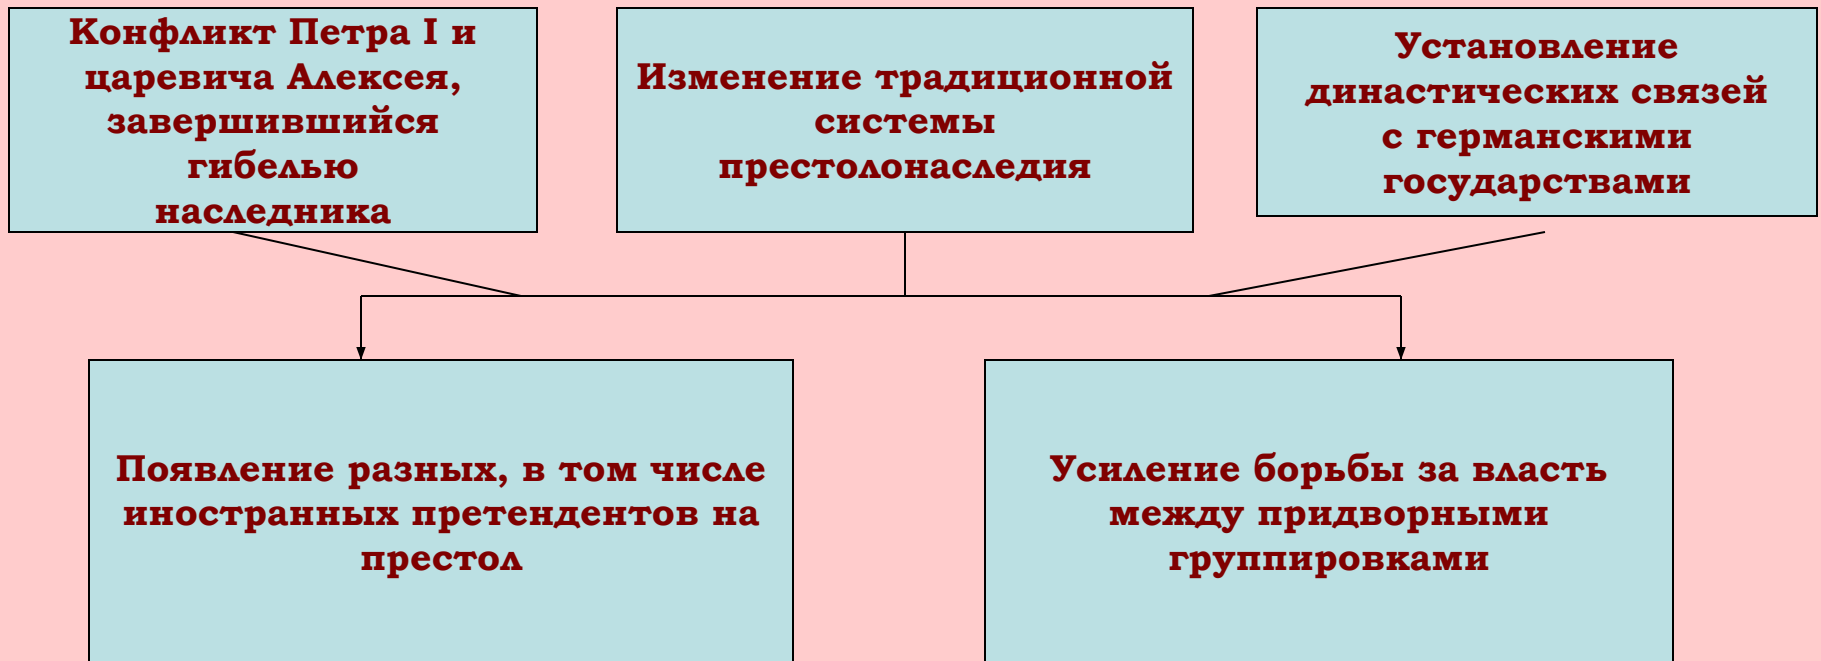 Конфликт Петра I и
царевича Алексея,
завершившийся
гибелью
наследника
Изменение традиционной
системы
престолонаследия
Установление
династических связей
с германскими
государствами
Появление разных, в том числе
иностранных претендентов на
престол
Усиление борьбы за власть
между придворными
группировками